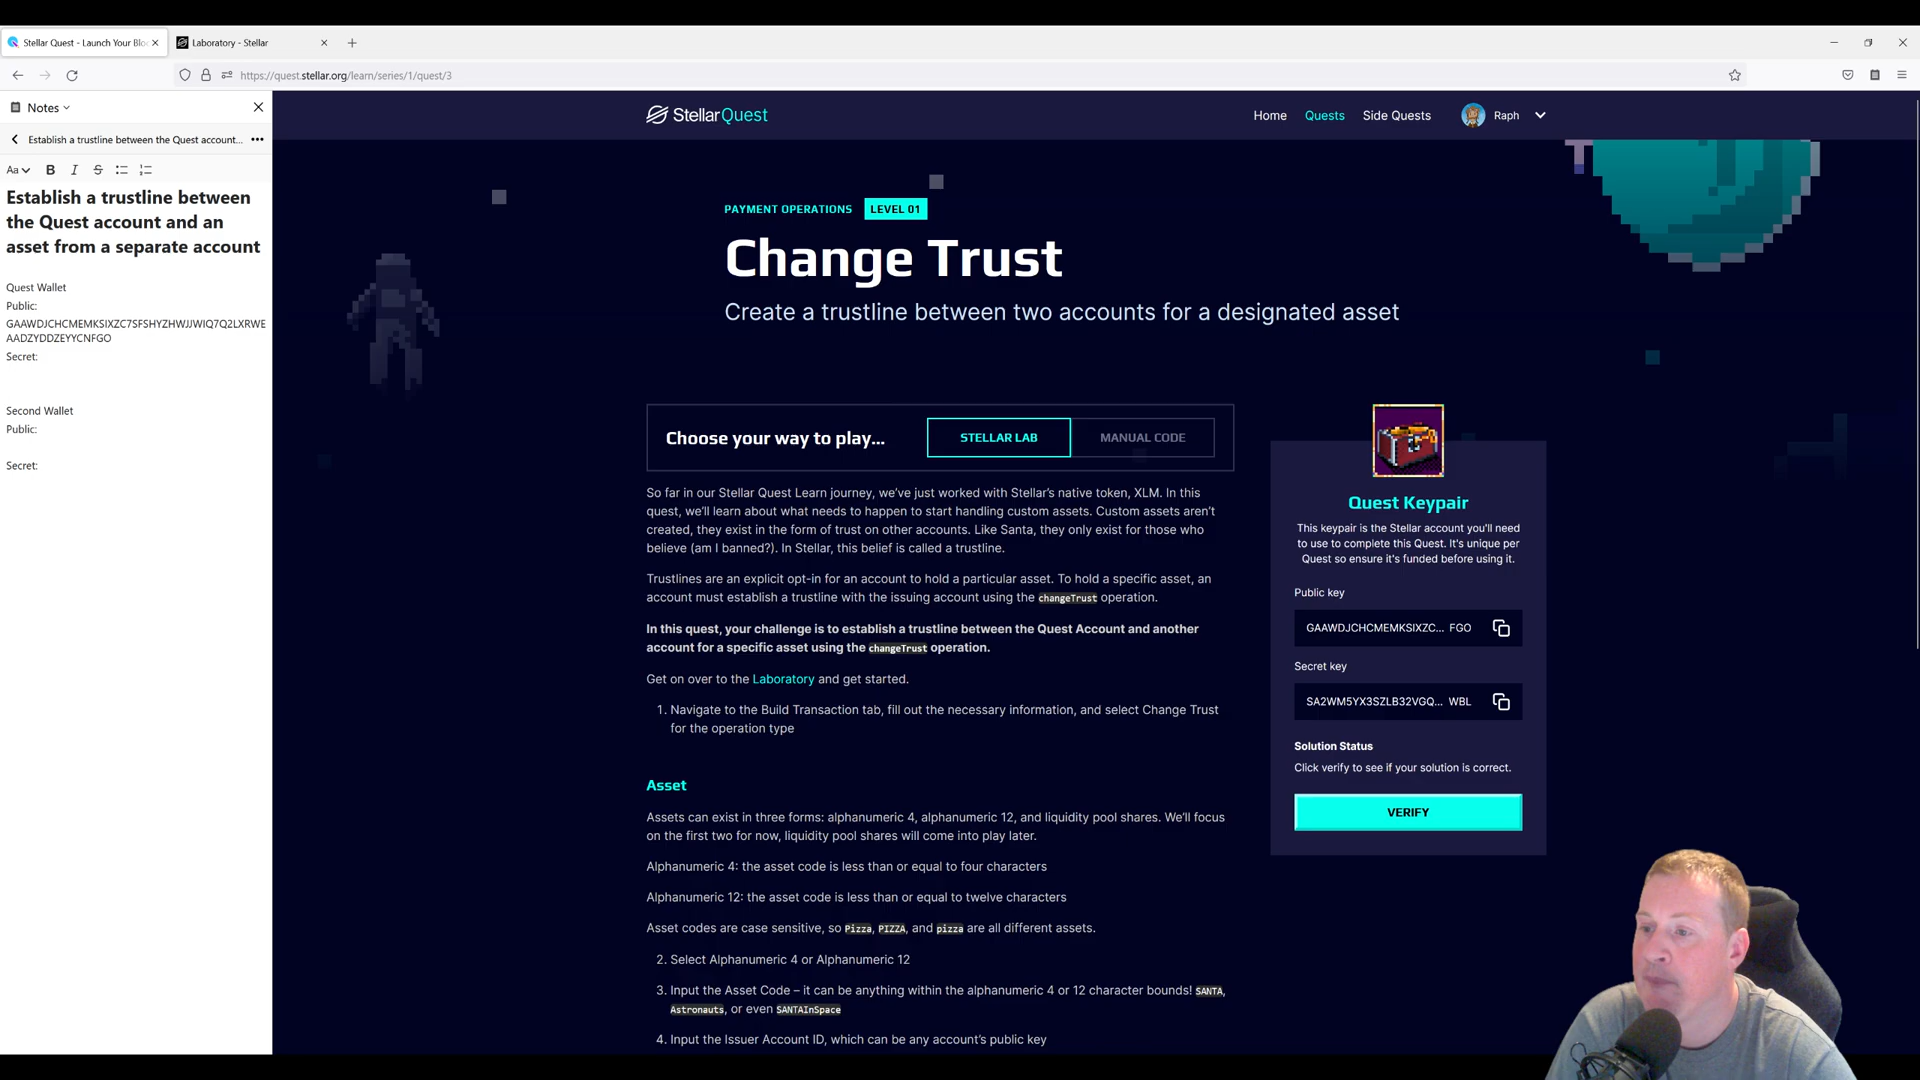 Stellar Quest - Launch Your Bloc
Laboratory - Stellar
https://quest.stellar.org/learn/series/1/quest/3
Notes
Establish a trustline between the Quest account...
Aa
B
I
S
Establish a trustline between
the Quest account and an
asset from a separate account
Quest Wallet
Public:
GAAWDJCHCMEMKSIXZC7SFSHYZHWJJWIQ7Q2LXRWE
AADZYDDZEYYCNFGO
Secret:
Second Wallet
Public:
Secret:
StellarQuest
Home
Quests
Side Quests
Raph
PAYMENT OPERATIONS
LEVEL 01
Change Trust
Create a trustline between two accounts for a designated asset
Choose your way to play...
STELLAR LAB
MANUAL CODE
So far in our Stellar Quest Learn journey, we've just worked with Stellar's native token, XLM. In this
quest, we'll learn about what needs to happen to start handling custom assets. Custom assets aren't
created, they exist in the form of trust on other accounts. Like Santa, they only exist for those who
believe (am I banned?). In Stellar, this belief is called a trustline.
Trustlines are an explicit opt-in for an account to hold a particular asset. To hold a specific asset, an
account must establish a trustline with the issuing account using the changeTrust operation.
In this quest, your challenge is to establish a trustline between the Quest Account and another
account for a specific asset using the changeTrust operation.
Get on over to the Laboratory and get started.
1. Navigate to the Build Transaction tab, fill out the necessary information, and select Change Trust
for the operation type
Asset
Assets can exist in three forms: alphanumeric 4, alphanumeric 12, and liquidity pool shares. We'll focus
on the first two for now, liquidity pool shares will come into play later.
Alphanumeric 4: the asset code is less than or equal to four characters
Alphanumeric 12: the asset code is less than or equal to twelve characters
Asset codes are case sensitive, so Pizza, PIZZA, and pizza are all different assets.
2. Select Alphanumeric 4 or Alphanumeric 12
3. Input the Asset Code – it can be anything within the alphanumeric 4 or 12 character bounds! SANTA,
Astronauts, or even SANTAInSpace
4. Input the Issuer Account ID, which can be any account's public key
Quest Keypair
This keypair is the Stellar account you'll need
to use to complete this Quest. It's unique per
Quest so ensure it's funded before using it.
Public key
GAAWDJCHCMEMKSIXZC... FGO
Secret key
SA2WM5YX3SZLB32VGQ... WBL
Solution Status
Click verify to see if your solution is correct.
VERIFY